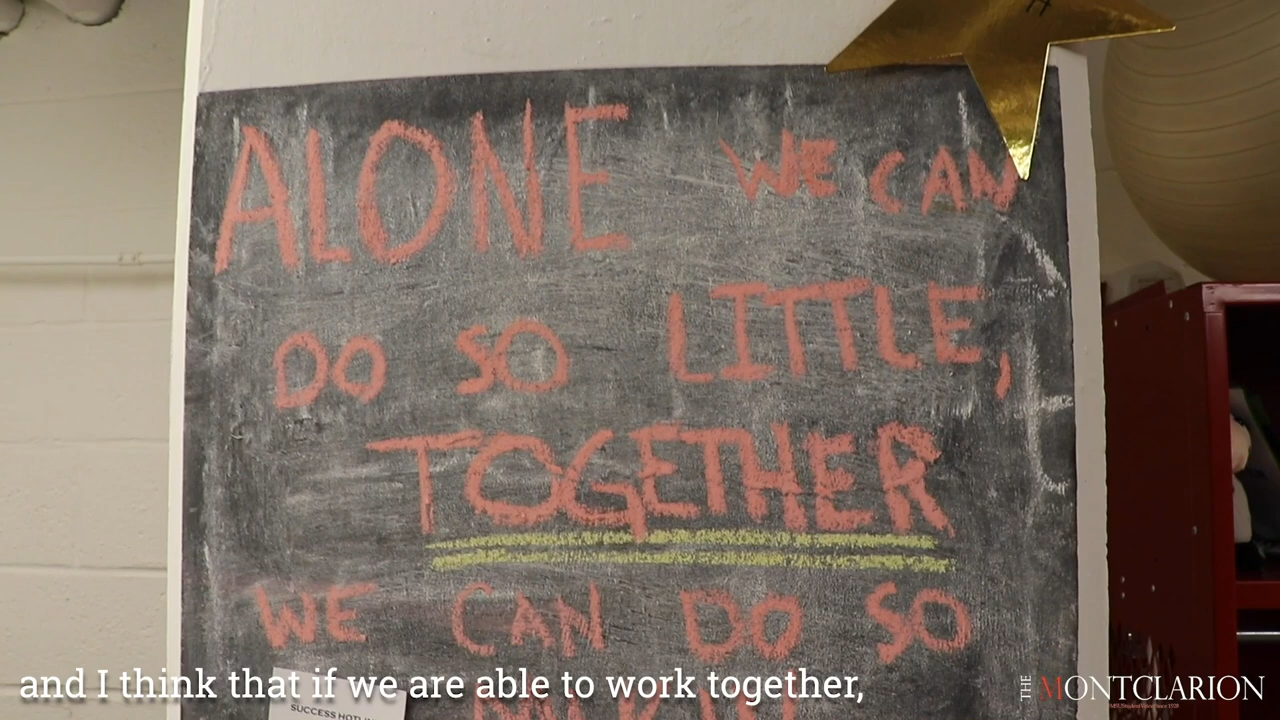 ALONE WE CAN
DO SO LITTLE,
TOGETHER
WE CAN DO SO
and I think that if we are able to work together,
SUCCESS
THE MONTCLARION